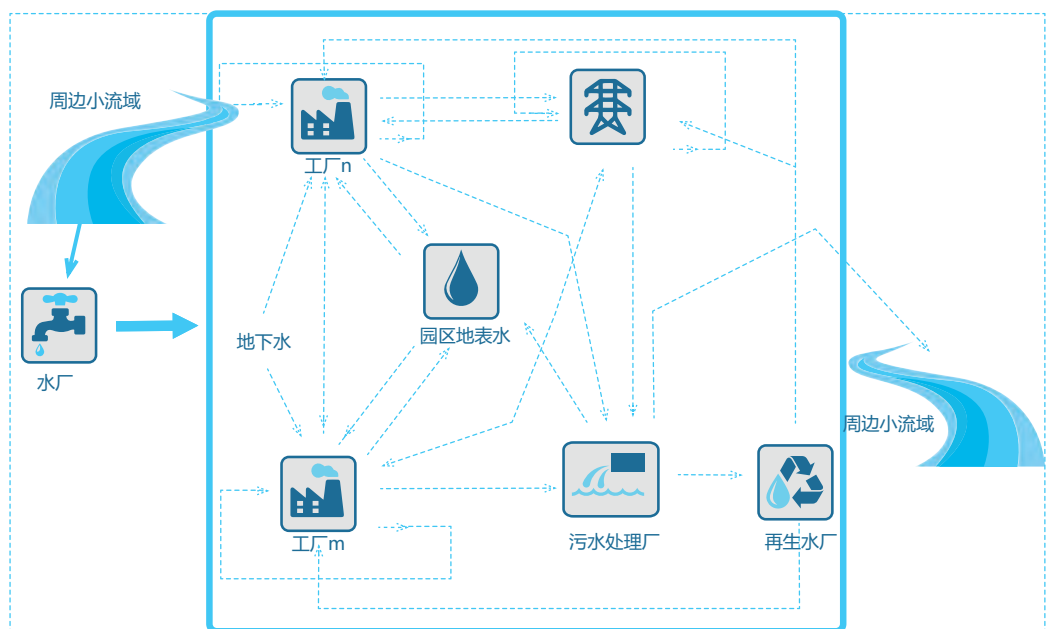 周边小流域
工厂n
地下水
园区地表水
水厂
周边小流域
工厂m
污水处理厂
再生水厂